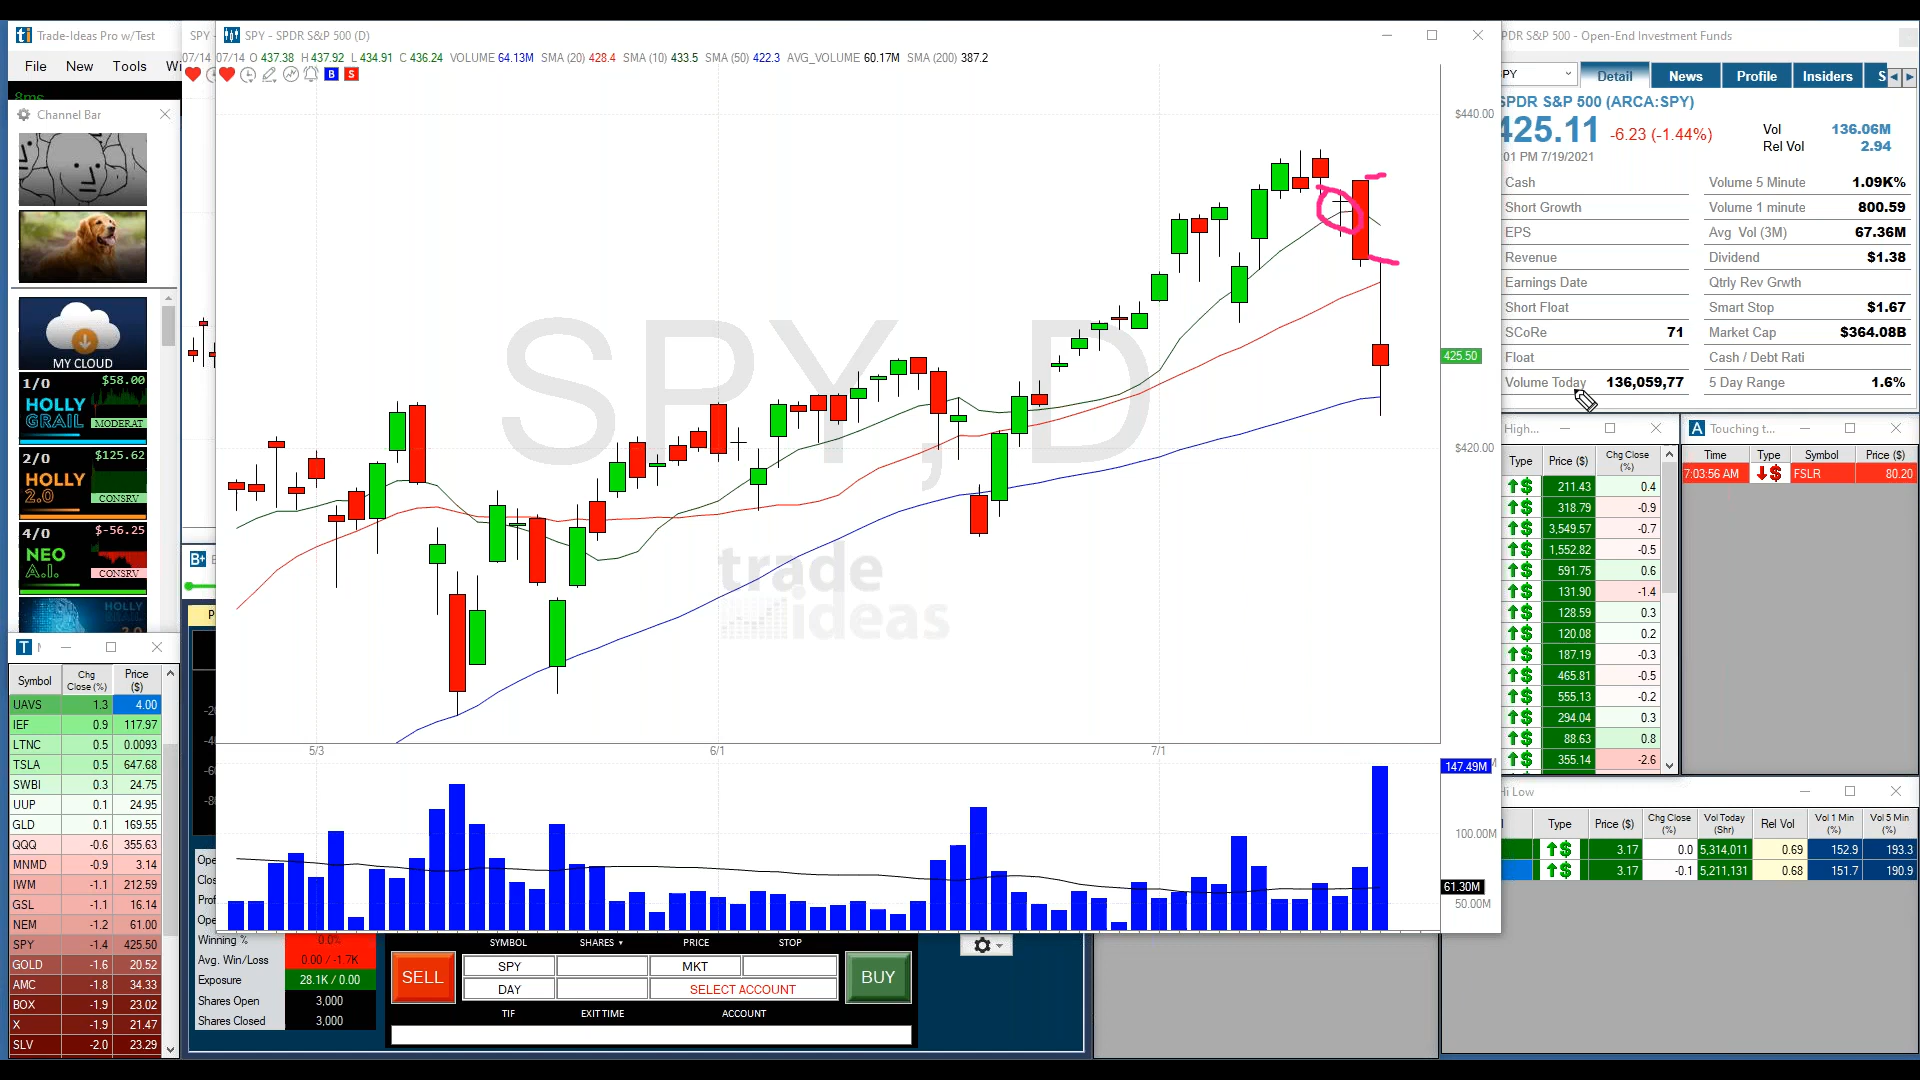 Trade-Ideas Pro w/Test
File New Tools Wi
8ms
Channel Bar
MY CLOUD
1/0 $58.00
HOLLY
GRAIL MODERAT
2/0 $125.62
HOLLY
2.0 CONSRV
4/0 $-56.25
NEO
A.I. CONSRV
HOLLY
Symbol Chg Close (%) Price ($)
UAVS 1.3 4.00
IEF 0.9 117.97
LTNC 0.5 0.0093
TSLA 0.5 647.68
SWBI 0.3 24.75
UUP 0.1 24.95
GLD 0.1 169.55
QQQ -0.6 355.63
MNMD -0.9 3.14
IWM -1.1 212.59
GSL -1.1 16.14
NEM -1.2 61.00
SPY -1.4 425.50
GOLD -1.6 20.52
AMC -1.8 34.33
BOX -1.9 23.02
X -1.9 21.47
SLV -2.0 23.29
SPY -
07/14
SPY - SPDR S&P 500 (D)
07/14 O 437.38 H 437.92 L 434.91 C 436.24 VOLUME 64.13M SMA (20) 428.4 SMA (10) 433.5 SMA (50) 422.3 AVG_VOLUME 60.17M SMA (200) 387.2
B S
SPY, D
trade
ideas
$440.00
425.50
$420.00
5/3 6/1 7/1
147.49M
100.00M
61.30M
50.00M
B+
Winning % 0.0%
Avg. Win/Loss 0.00 / -1.7K
Exposure 28.1K / 0.00
Shares Open 3,000
Shares Closed 3,000
SYMBOL SHARES PRICE STOP
SELL SPY MKT BUY
DAY SELECT ACCOUNT
TIF EXIT TIME ACCOUNT
PDR S&P 500 - Open-End Investment Funds
PY Detail News Profile Insiders S
SPDR S&P 500 (ARCA:SPY)
425.11 -6.23 (-1.44%)
Vol 136.06M
Rel Vol 2.94
01 PM 7/19/2021
Cash Volume 5 Minute 1.09K%
Short Growth Volume 1 minute 800.59
EPS Avg Vol (3M) 67.36M
Revenue Dividend $1.38
Earnings Date Qtrly Rev Grwth
Short Float Smart Stop $1.67
SCoRe 71 Market Cap $364.08B
Float Cash / Debt Rati
Volume Today 136,059,77 5 Day Range 1.6%
High...
Type Price ($) Chg Close (%)
211.43 0.4
318.79 -0.9
3,549.57 -0.7
1,552.82 -0.5
591.75 0.6
131.90 -1.4
128.59 0.3
120.08 0.2
187.19 -0.3
465.81 -0.5
555.13 -0.2
294.04 0.3
88.63 0.8
355.14 -2.6
A Touching t...
Time Type Symbol Price ($)
7:03:56 AM FSLR 80.20
Hi Low
Type Price ($) Chg Close (%) Vol Today (Shr) Rel Vol Vol 1 Min (%) Vol 5 Min (%)
3.17 0.0 5,314,011 0.69 152.9 193.3
3.17 -0.1 5,211,131 0.68 151.7 190.9